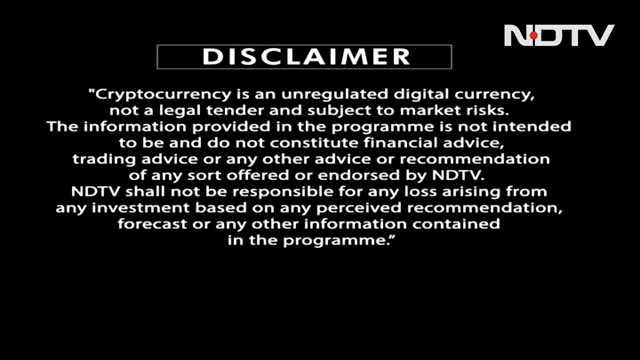 NDTV
DISCLAIMER
"Cryptocurrency is an unregulated digital currency,
not a legal tender and subject to market risks.
The information provided in the programme is not intended
to be and do not constitute financial advice,
trading advice or any other advice or recommendation
of any sort offered or endorsed by NDTV.
NDTV shall not be responsible for any loss arising from
any investment based on any perceived recommendation,
forecast or any other information contained
in the programme.”